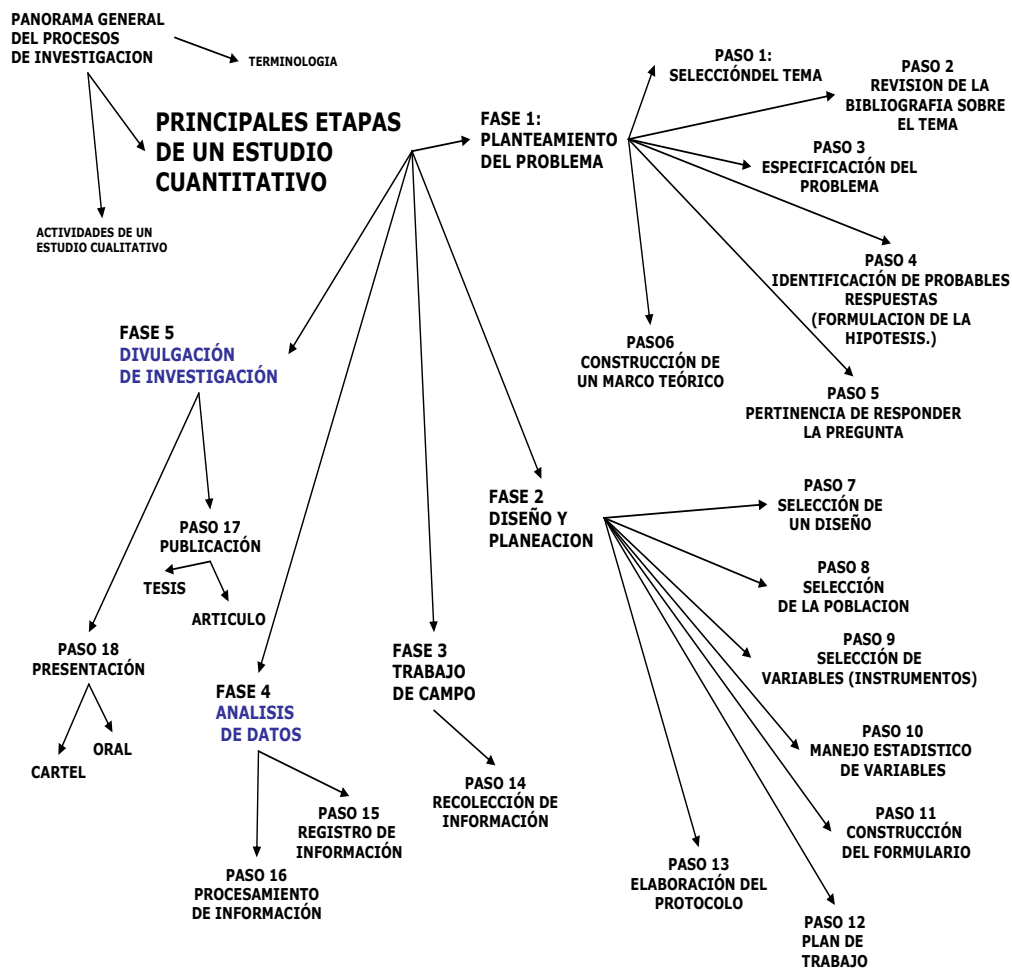 PANORAMA GENERAL
DEL PROCESOS
DE INVESTIGACION
TERMINOLOGIA
PRINCIPALES ETAPAS
DE UN ESTUDIO
CUANTITATIVO
ACTIVIDADES DE UN
ESTUDIO CUALITATIVO
FASE 1:
PLANTEAMIENTO
DEL PROBLEMA
PASO 1:
SELECCIÓNDEL TEMA
PASO 2
REVISION DE LA
BIBLIOGRAFIA SOBRE
EL TEMA
PASO 3
ESPECIFICACIÓN DEL
PROBLEMA
PASO 4
IDENTIFICACIÓN DE PROBABLES
RESPUESTAS
(FORMULACION DE LA
HIPOTESIS.)
PASO 5
PERTINENCIA DE RESPONDER
LA PREGUNTA
PASO6
CONSTRUCCIÓN DE
UN MARCO TEÓRICO
FASE 2
DISEÑO Y
PLANEACION
PASO 7
SELECCIÓN DE
UN DISEÑO
PASO 8
SELECCIÓN
DE LA POBLACION
PASO 9
SELECCIÓN DE
VARIABLES (INSTRUMENTOS)
PASO 10
MANEJO ESTADISTICO
DE VARIABLES
PASO 11
CONSTRUCCIÓN
DEL FORMULARIO
PASO 12
PLAN DE
TRABAJO
PASO 13
ELABORACIÓN DEL
PROTOCOLO
FASE 3
TRABAJO
DE CAMPO
PASO 14
RECOLECCIÓN DE
INFORMACIÓN
FASE 4
ANALISIS
DE DATOS
PASO 15
REGISTRO DE
INFORMACIÓN
PASO 16
PROCESAMIENTO
DE INFORMACIÓN
FASE 5
DIVULGACIÓN
DE INVESTIGACIÓN
PASO 17
PUBLICACIÓN
TESIS
ARTICULO
PASO 18
PRESENTACIÓN
CARTEL
ORAL